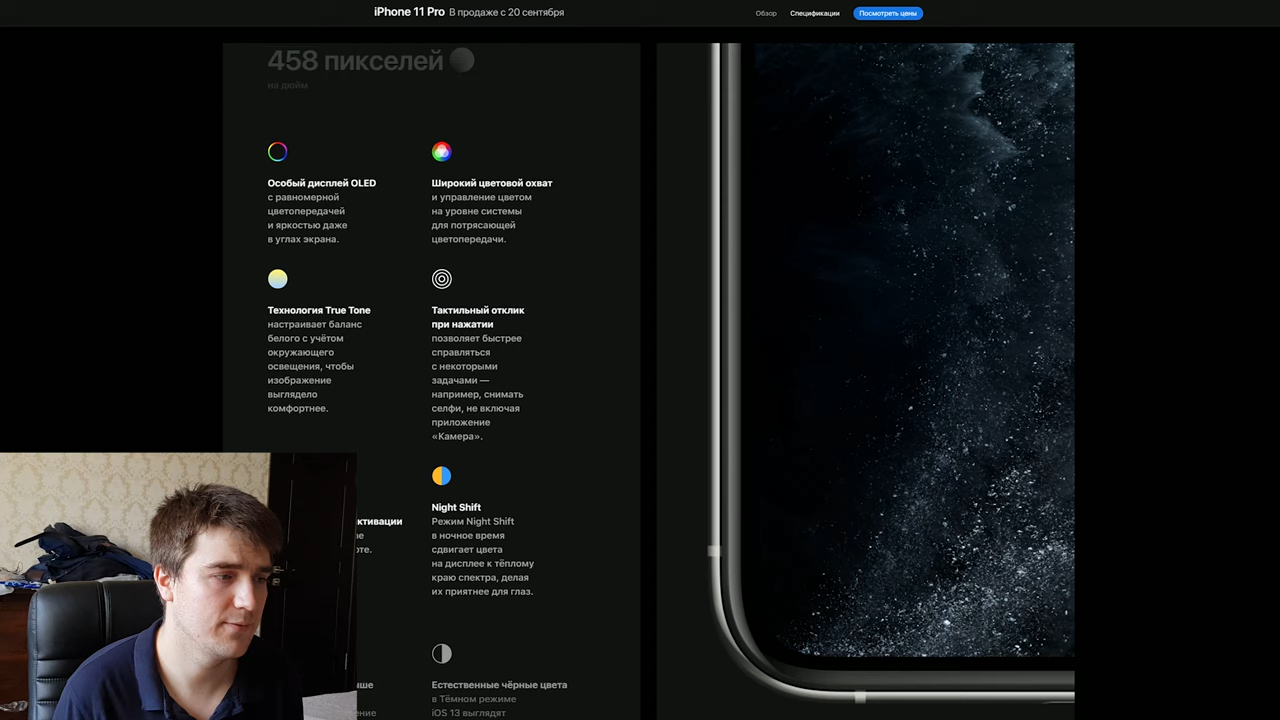 iPhone 11 Pro В продаже с 20 сентября
Обзор Спецификации Посмотреть цены
458 пикселей
на дюйм
Особый дисплей OLED
с равномерной
цветопередачей
и яркостью даже
в углах экрана.
Широкий цветовой охват
и управление цветом
на уровне системы
для потрясающей
цветопередачи.
Технология True Tone
настраивает баланс
белого с учётом
окружающего
освещения, чтобы
изображение
выглядело
комфортнее.
Тактильный отклик
при нажатии
позволяет быстрее
справляться
с некоторыми
задачами —
например, снимать
селфи, не включая
приложение
«Камера».
Night Shift
Режим Night Shift
в ночное время
сдвигает цвета
на дисплее к тёплому
краю спектра, делая
их приятнее для глаз.
Естественные чёрные цвета
в Тёмном режиме
iOS 13 выглядят